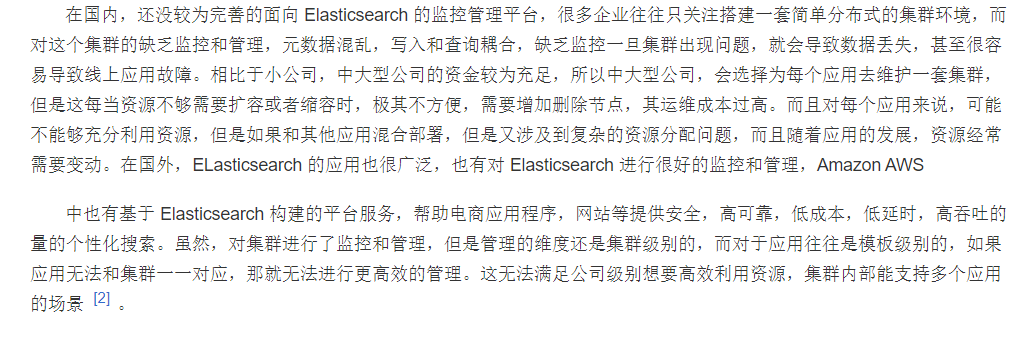 在国内，还没较为完善的面向 Elasticsearch 的监控管理平台，很多企业往往只关注搭建一套简单分布式的集群环境，而
对这个集群的缺乏监控和管理，元数据混乱，写入和查询耦合，缺乏监控一旦集群出现问题，就会导致数据丢失，甚至很容
易导致线上应用故障。相比于小公司，中大型公司的资金较为充足，所以中大型公司，会选择为每个应用去维护一套集群，
但是这每当资源不够需要扩容或者缩容时，极其不方便，需要增加删除节点，其运维成本过高。而且对每个应用来说，可能
不能够充分利用资源，但是如果和其他应用混合部署，但是又涉及到复杂的资源分配问题，而且随着应用的发展，资源经常
需要变动。在国外，ELasticsearch 的应用也很广泛，也有对 Elasticsearch 进行很好的监控和管理，Amazon AWS
中也有基于 Elasticsearch 构建的平台服务，帮助电商应用程序，网站等提供安全，高可靠，低成本，低延时，高吞吐的
量的个性化搜索。虽然，对集群进行了监控和管理，但是管理的维度还是集群级别的，而对于应用往往是模板级别的，如果
应用无法和集群一一对应，那就无法进行更高效的管理。这无法满足公司级别想要高效利用资源，集群内部能支持多个应用
的场景 [2] 。